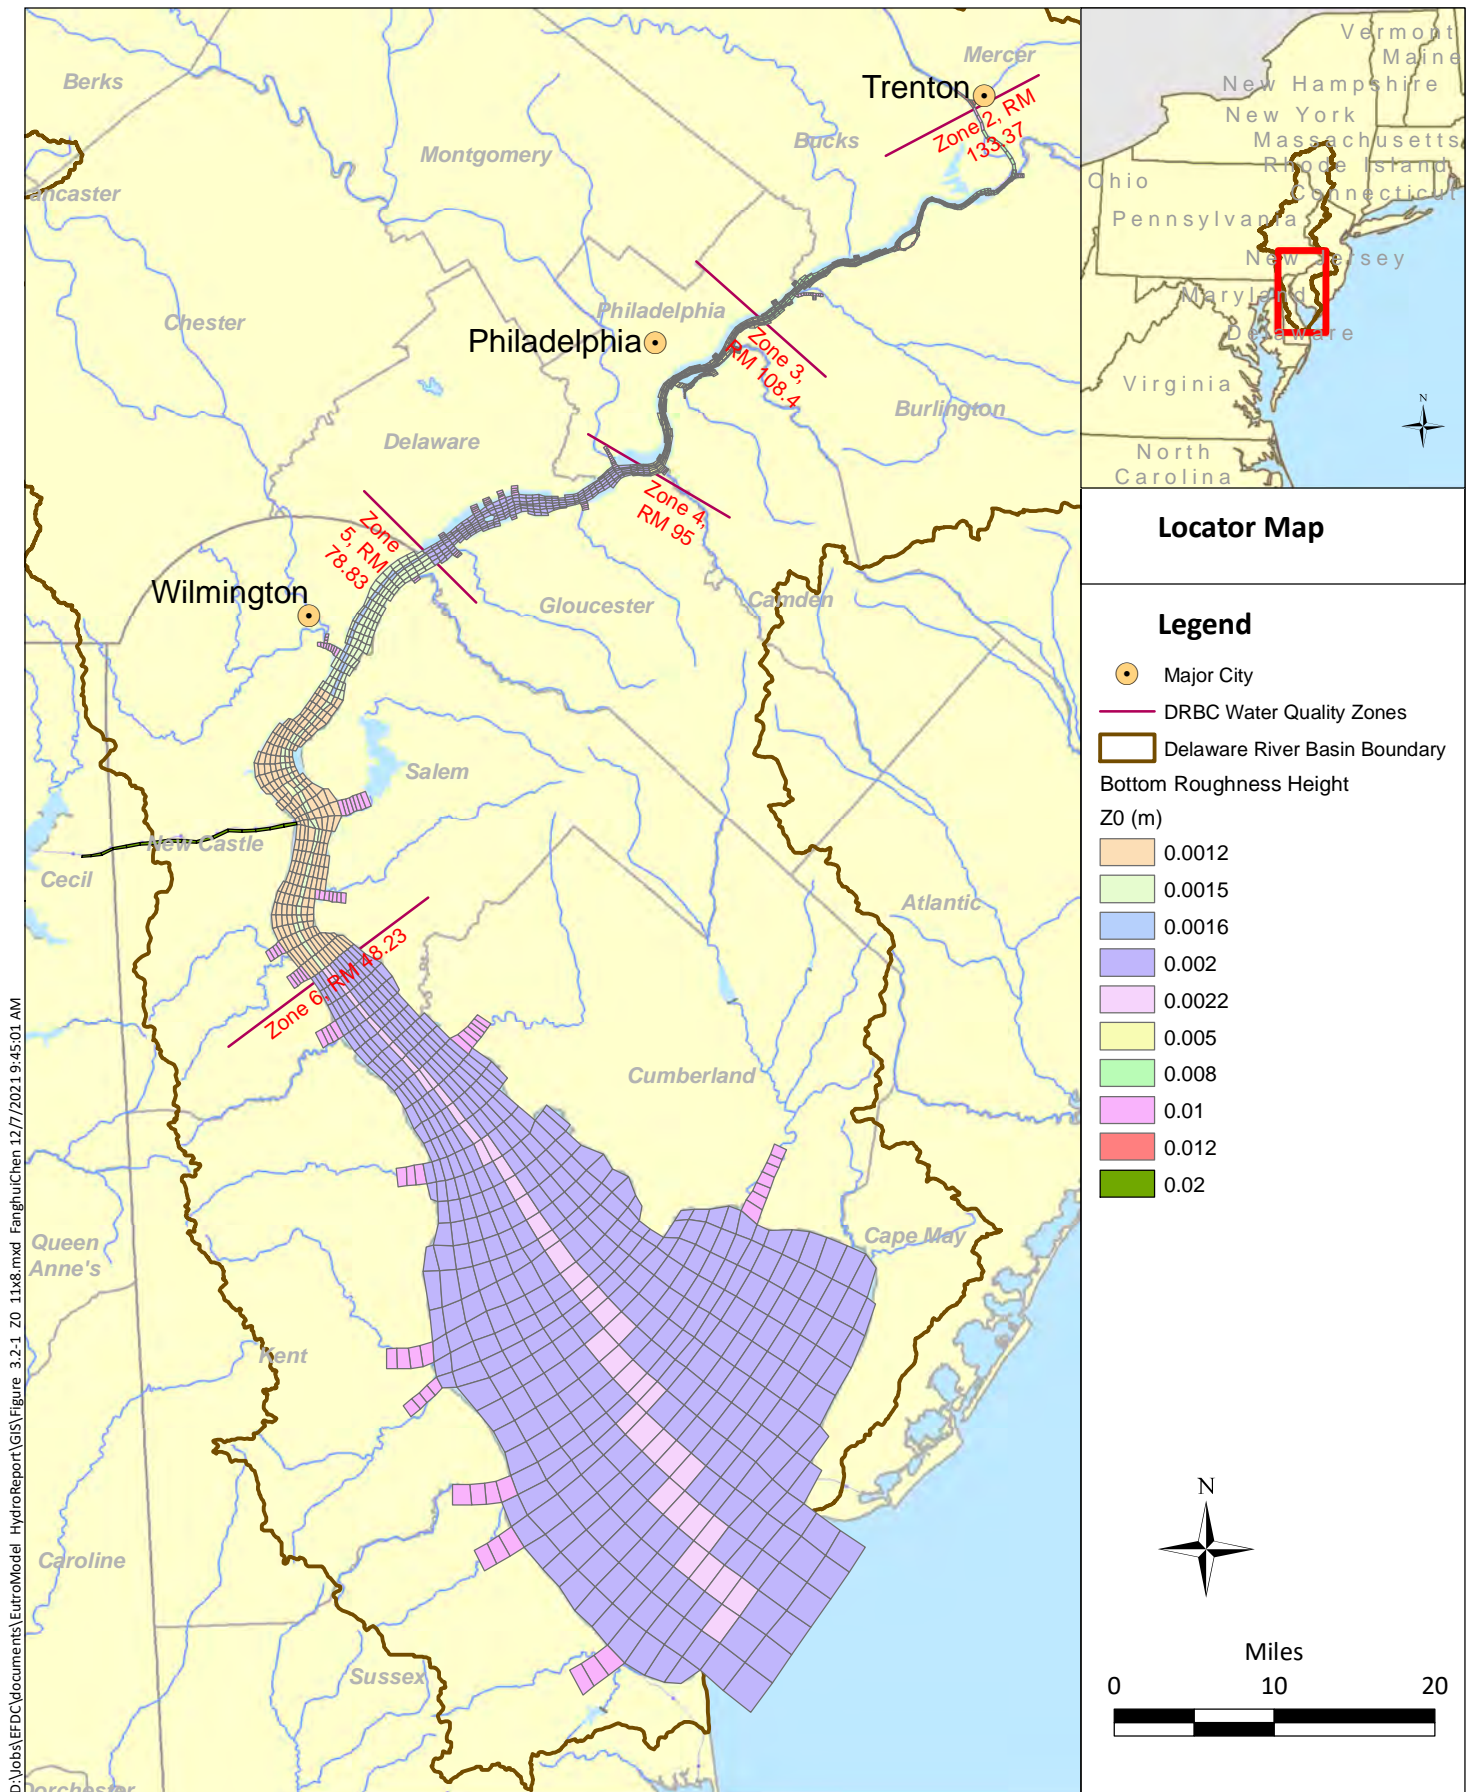 Mercer
Berks
Trenton
Zone 2, RM
133.37
Bucks
Montgomery
ancaster
Philadelphia
Chester
Philadelphia
Zone 3,
RM 108.4
Burlington
Delaware
Zone 4,
RM 95
Zone
5, RM
78.83
Wilmington
Gloucester
Camden
Salem
New Castle
Cecil
Atlantic
Zone 6, RM 48.23
Cumberland
Cape May
Queen
Anne's
Kent
Caroline
Sussex
Dorchester
D:\Jobs\EFDC\documents\EutroModel_HydroReport\GIS\Figure_3.2-1_Z0_11x8.mxd_FanghuiChen 12/7/2021 9:45:01 AM
Vermont
Maine
New Hampshire
New York
Massachusetts
Rhode Island
Ohio
Connecticut
Pennsylvania
New Jersey
Maryland
Delaware
Virginia
N
North
Carolina
Locator Map
Legend
Major City
DRBC Water Quality Zones
Delaware River Basin Boundary
Bottom Roughness Height
Z0 (m)
0.0012
0.0015
0.0016
0.002
0.0022
0.005
0.008
0.01
0.012
0.02
N
Miles
0 10 20